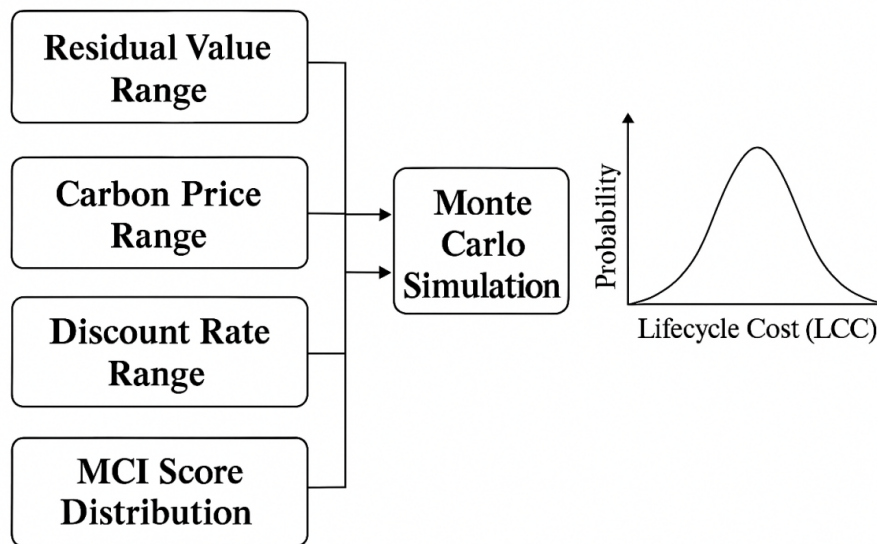 Residual Value
Range
Carbon Price
Range
Discount Rate
Range
MCI Score
Distribution
Monte
Carlo
Simulation
Probability
Lifecycle Cost (LCC)